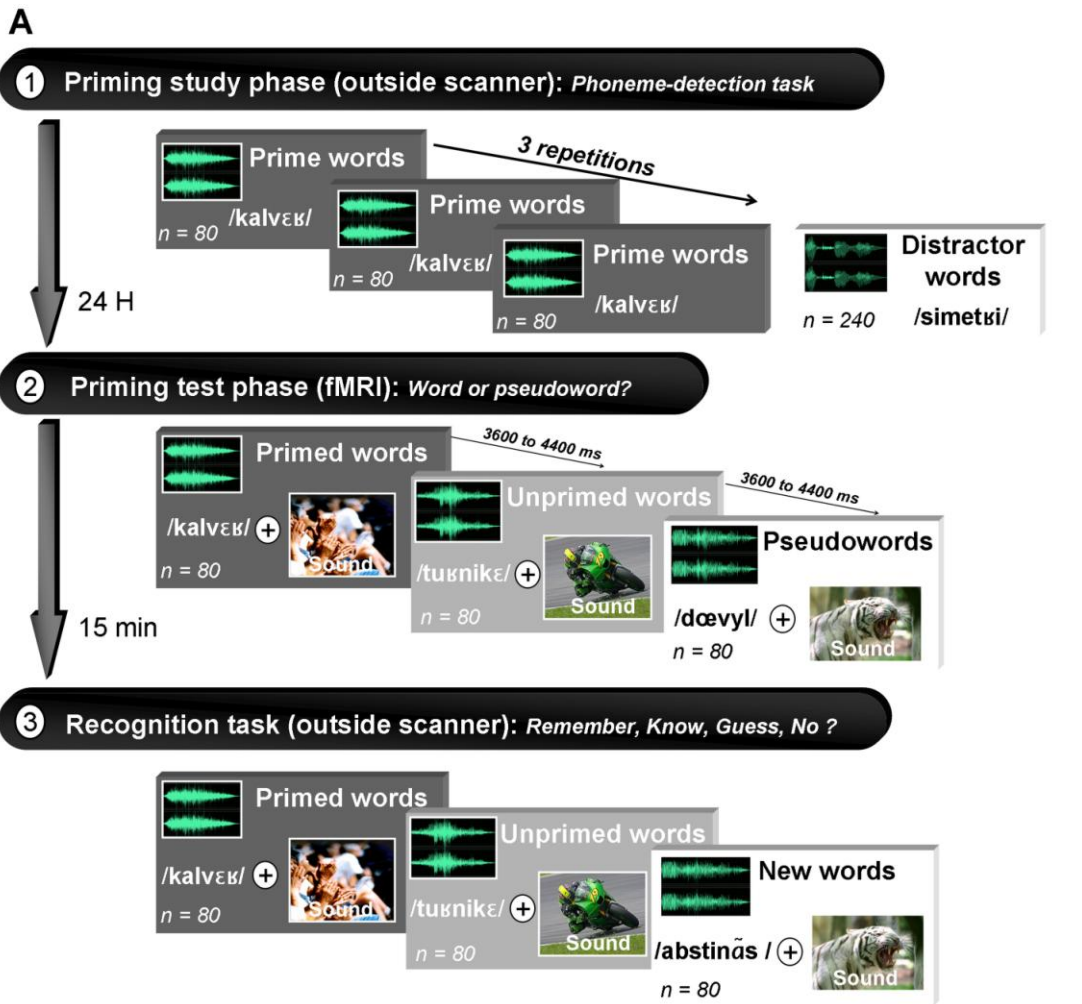 A
1 Priming study phase (outside scanner): Phoneme-detection task
24 H
3 repetitions
Prime words
/kalvɛʁ/
n = 80
Prime words
/kalvɛʁ/
n = 80
Prime words
/kalvɛʁ/
n = 80
Distractor
words
n = 240 /simetʁi/
2 Priming test phase (fMRI): Word or pseudoword?
15 min
3600 to 4400 ms
3600 to 4400 ms
Primed words
/kalvɛʁ/ +
Sound
n = 80
Unprimed words
/tuʁnikɛ/ +
Sound
n = 80
Pseudowords
/dœvyl/ +
Sound
n = 80
3 Recognition task (outside scanner): Remember, Know, Guess, No ?
Primed words
/kalvɛʁ/ +
Sound
n = 80
Unprimed words
/tuʁnikɛ/ +
Sound
n = 80
New words
/abstinɑ̃s / +
Sound
n = 80